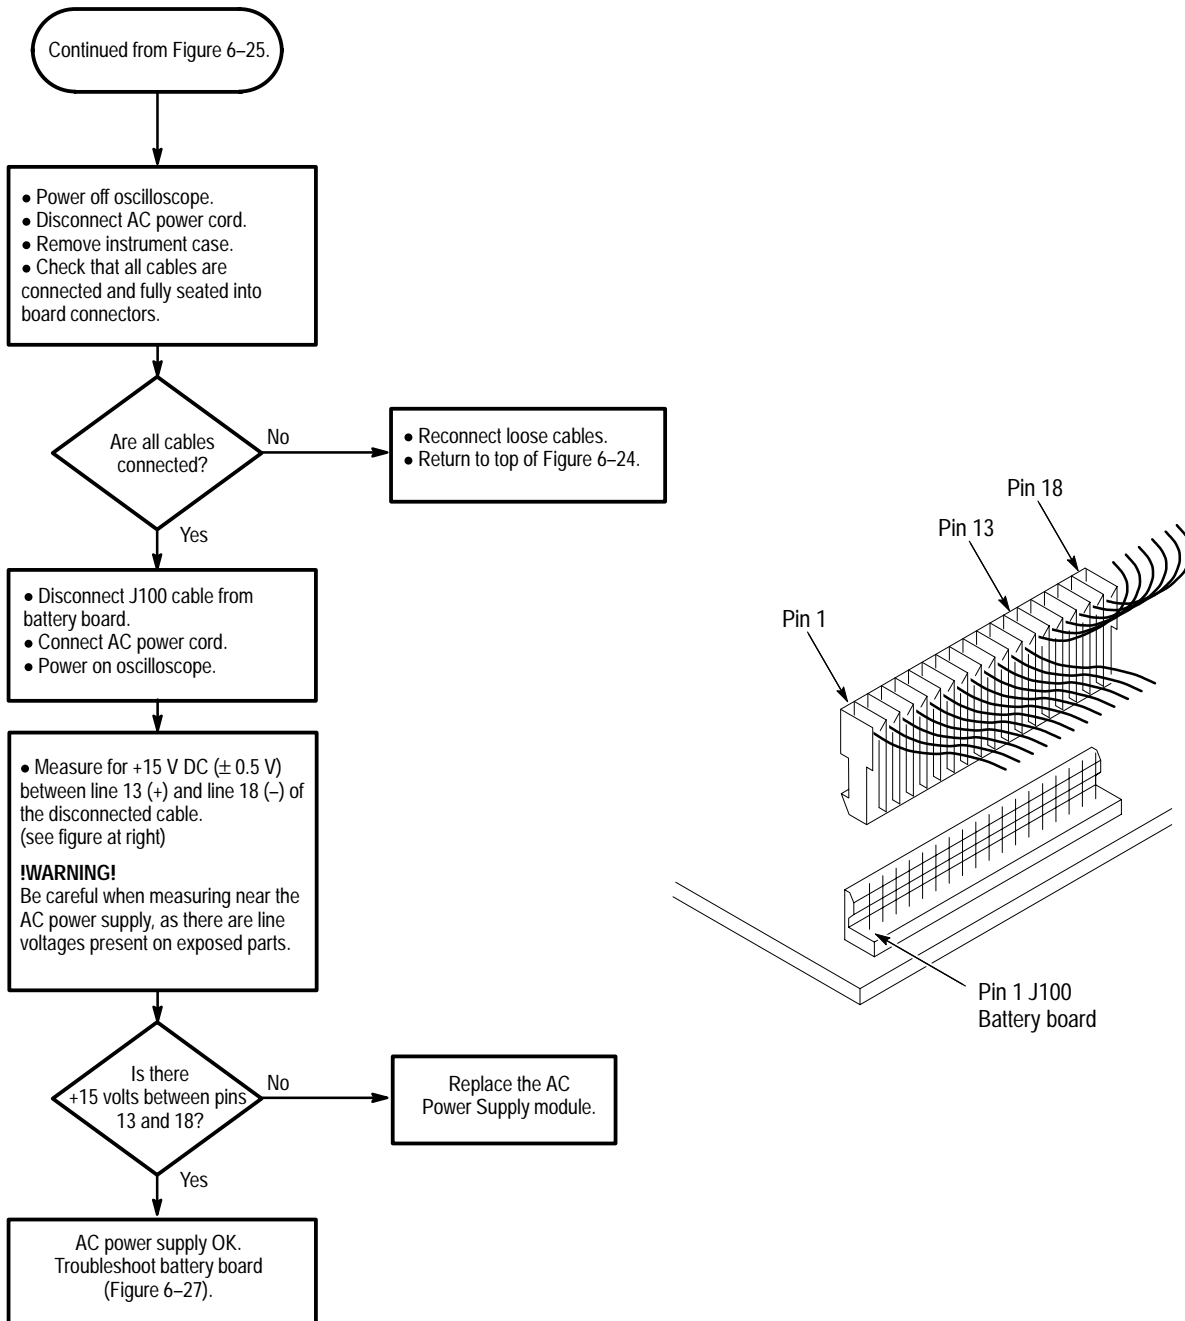 Continued from Figure 6–25.
● Power off oscilloscope.
● Disconnect AC power cord.
● Remove instrument case.
● Check that all cables are
connected and fully seated into
board connectors.
Are all cables
connected?
No
● Reconnect loose cables.
● Return to top of Figure 6–24.
Yes
● Disconnect J100 cable from
battery board.
● Connect AC power cord.
● Power on oscilloscope.
● Measure for +15 V DC (± 0.5 V)
between line 13 (+) and line 18 (–) of
the disconnected cable.
(see figure at right)
!WARNING!
Be careful when measuring near the
AC power supply, as there are line
voltages present on exposed parts.
Is there
+15 volts between pins
13 and 18?
No
Replace the AC
Power Supply module.
Yes
AC power supply OK.
Troubleshoot battery board
(Figure 6–27).
Pin 18
Pin 13
Pin 1
Pin 1 J100
Battery board